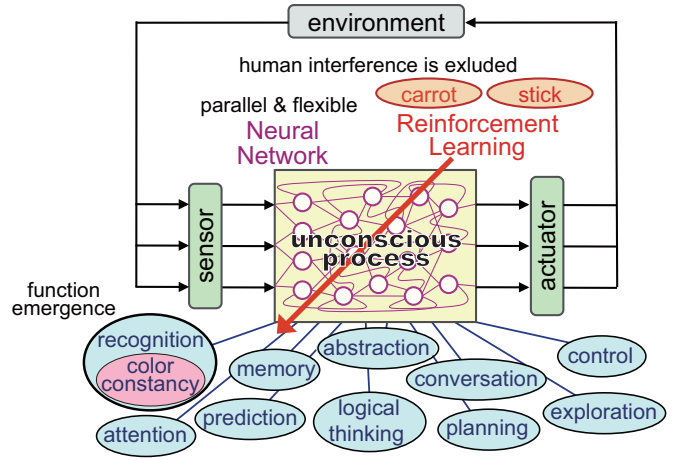 environment
human interference is exluded
carrot
stick
parallel & flexible
Neural
Network
Reinforcement
Learning
sensor
unconscious
process
actuator
function
emergence
recognition
color
constancy
memory
abstraction
conversation
control
attention
prediction
logical
thinking
planning
exploration